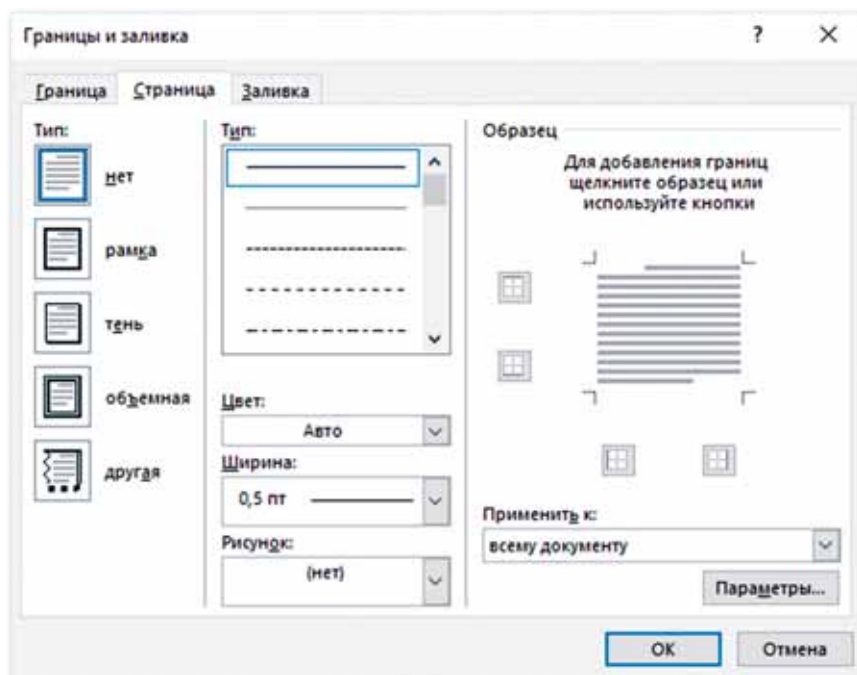 Границы и заливка
?
Граница Страница Заливка
Тип:
нет
рамка
тень
объемная
другая
Тип:
Цвет:
Авто
Ширина:
0,5 пт
Рисунок:
(нет)
Образец
Для добавления границ
щелкните образец или
используйте кнопки
Применить к:
всему документу
Параметры...
ОК Отмена